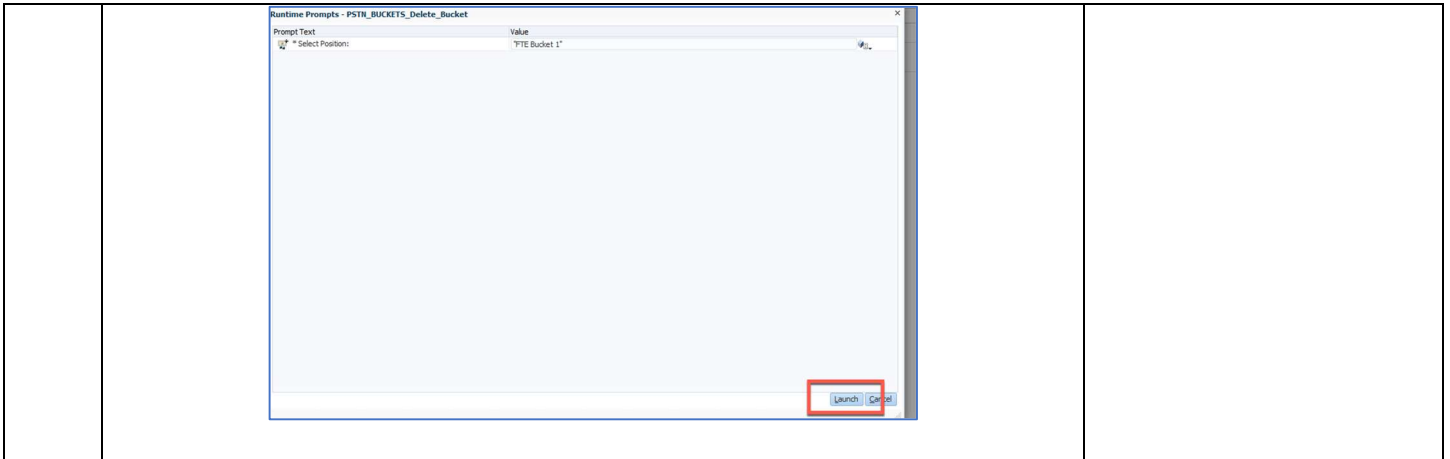 Runtime Prompts - PSTN_BUCKETS_Delete_Bucket
Prompt Text Value
* Select Position: "FTE Bucket 1"
Launch Cancel